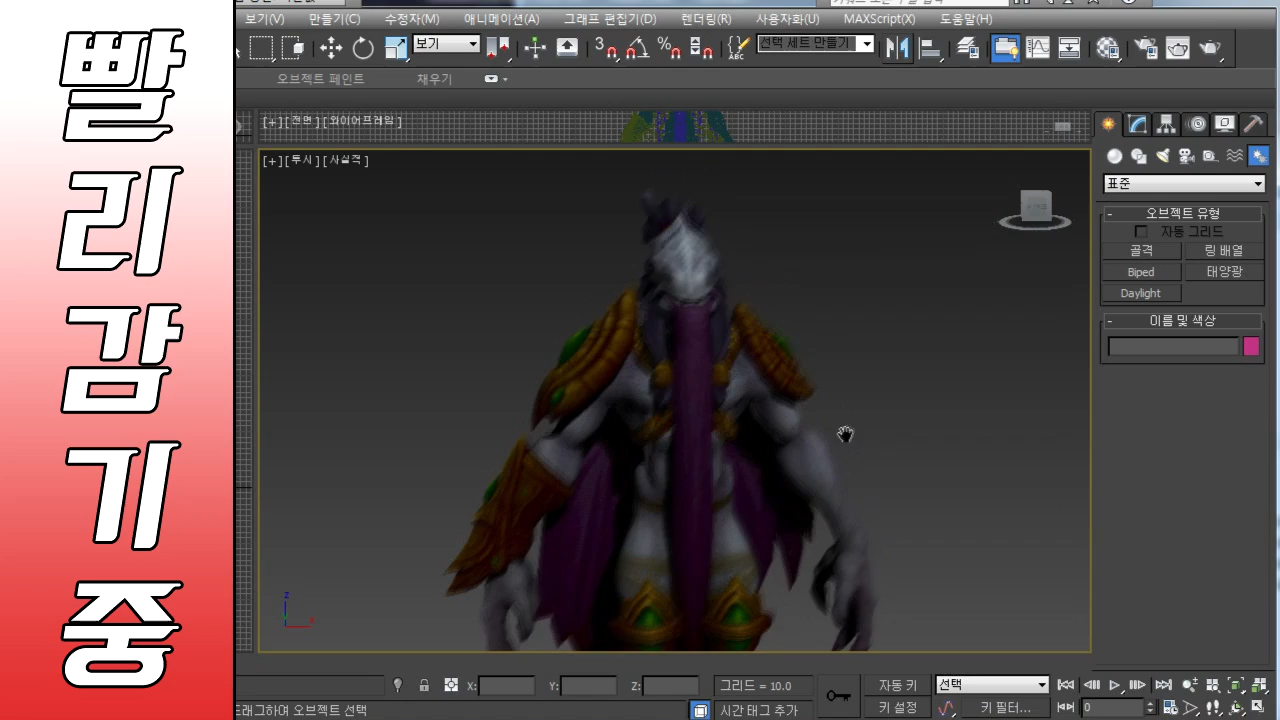 빨
리
감
기
중
보기(V) 만들기(C) 수정자(M) 애니메이션(A) 그래프 편집기(D) 렌더링(R) 사용자화(U) MAXScript(X) 도움말(H)
보기
3
%
ABC
선택 세트 만들기
오브젝트 페인트 채우기
[+][전면][와이어프레임]
[+][투시][사실적]
표준
- 오브젝트 유형
자동 그리드
골격 링 배열
Biped 태양광
Daylight
- 이름 및 색상
z
x
X: Y: Z: 그리드 = 10.0 자동 키 선택
드래그하여 오브젝트 선택 시간 태그 추가 키 설정 키 필터... 0